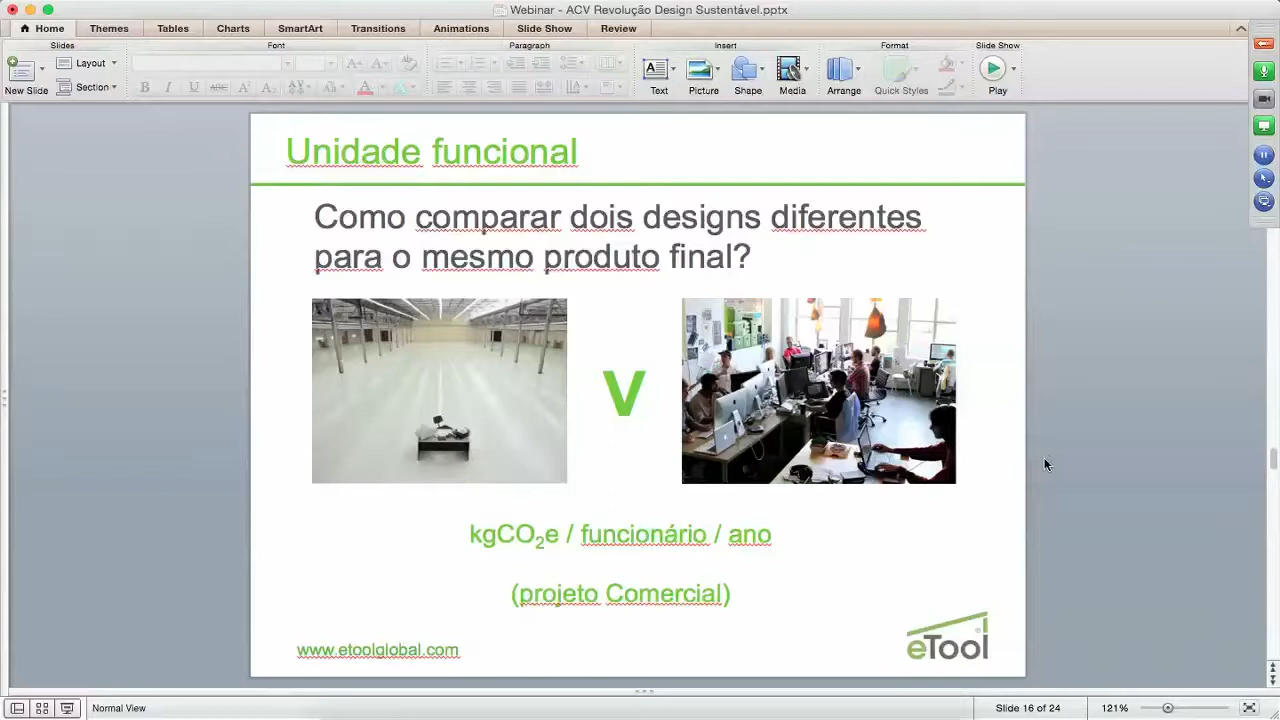 Webinar - ACV Revolução Design Sustentável.pptx
Home Themes Tables Charts SmartArt Transitions Animations Slide Show Review
Slides Font Paragraph Insert Format Slide Show
New Slide Layout Section Text Picture Shape Media Arrange Quick Styles Play
Unidade funcional
Como comparar dois designs diferentes
para o mesmo produto final?
V
kgCO₂e / funcionário / ano
(projeto Comercial)
www.etoolglobal.com
eTool
Normal View Slide 16 of 24 121%